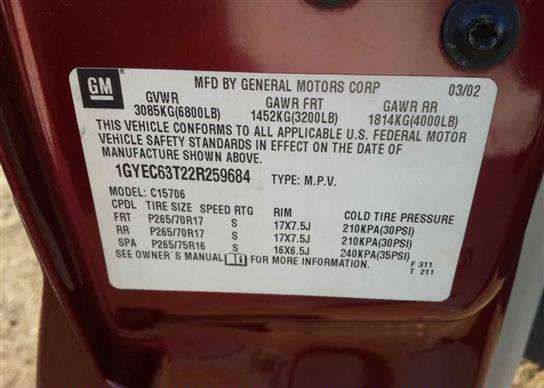 GM ® MFD BY GENERAL MOTORS CORP 03/02
GVWR GAWR FRT GAWR RR
3085KG(6800LB) 1452KG(3200LB) 1814KG(4000LB)
THIS VEHICLE CONFORMS TO ALL APPLICABLE U.S. FEDERAL MOTOR
VEHICLE SAFETY STANDARDS IN EFFECT ON THE DATE OF
MANUFACTURE SHOWN ABOVE.
1GYEC63T22R259684 TYPE: M.P.V.
MODEL: C15706
CPDL TIRE SIZE SPEED RTG RIM COLD TIRE PRESSURE
FRT P265/70R17 S 17X7.5J 210KPA(30PSI)
RR P265/70R17 S 17X7.5J 210KPA(30PSI)
SPA P265/75R16 S 16X6.5J 240KPA(35PSI)
SEE OWNER'S MANUAL FOR MORE INFORMATION. F 311
T 211